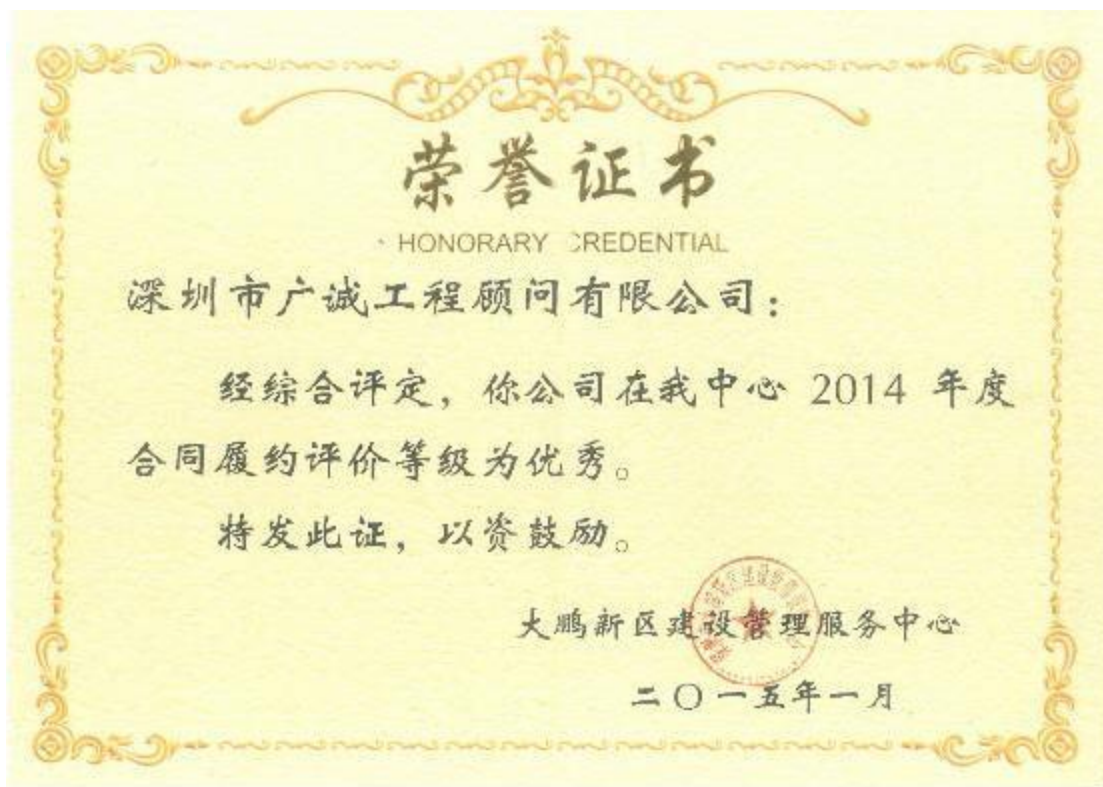 荣誉证书
HONORARY CREDENTIAL
深圳市广诚工程顾问有限公司：
经综合评定，你公司在我中心 2014 年度
合同履约评价等级为优秀。
特发此证，以资鼓励。
大鹏新区建设管理服务中心
二〇一五年一月